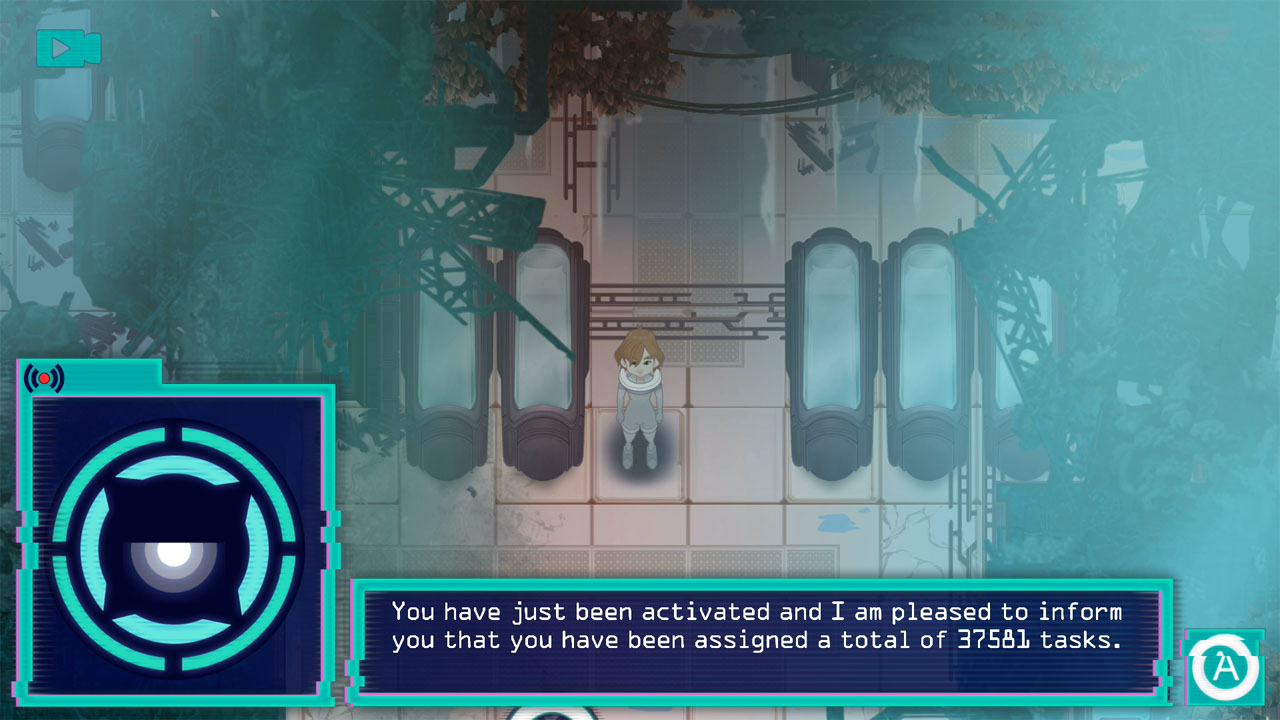 You have just been activated and I am pleased to inform
you that you have been assigned a total of 37581 tasks.
A